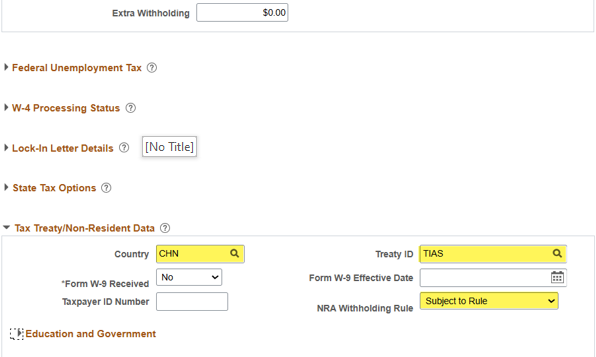 Extra Withholding $0.00
Federal Unemployment Tax ?
W-4 Processing Status ?
Lock-In Letter Details ? [No Title]
State Tax Options ?
Tax Treaty/Non-Resident Data ?
Country CHN Treaty ID TIAS
*Form W-9 Received No Form W-9 Effective Date
Taxpayer ID Number NRA Withholding Rule Subject to Rule
Education and Government